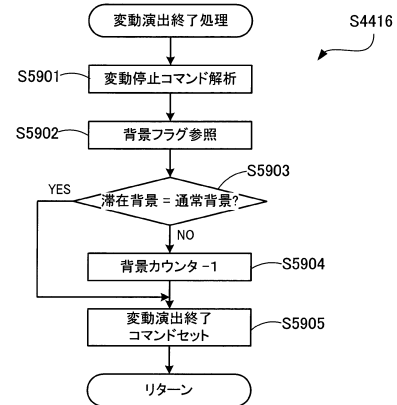 変動演出終了処理
S4416
S5901
変動停止コマンド解析
S5902
背景フラグ参照
S5903
滞在背景 = 通常背景?
YES
NO
背景カウンタ -1
S5904
変動演出終了
コマンドセット
S5905
リターン